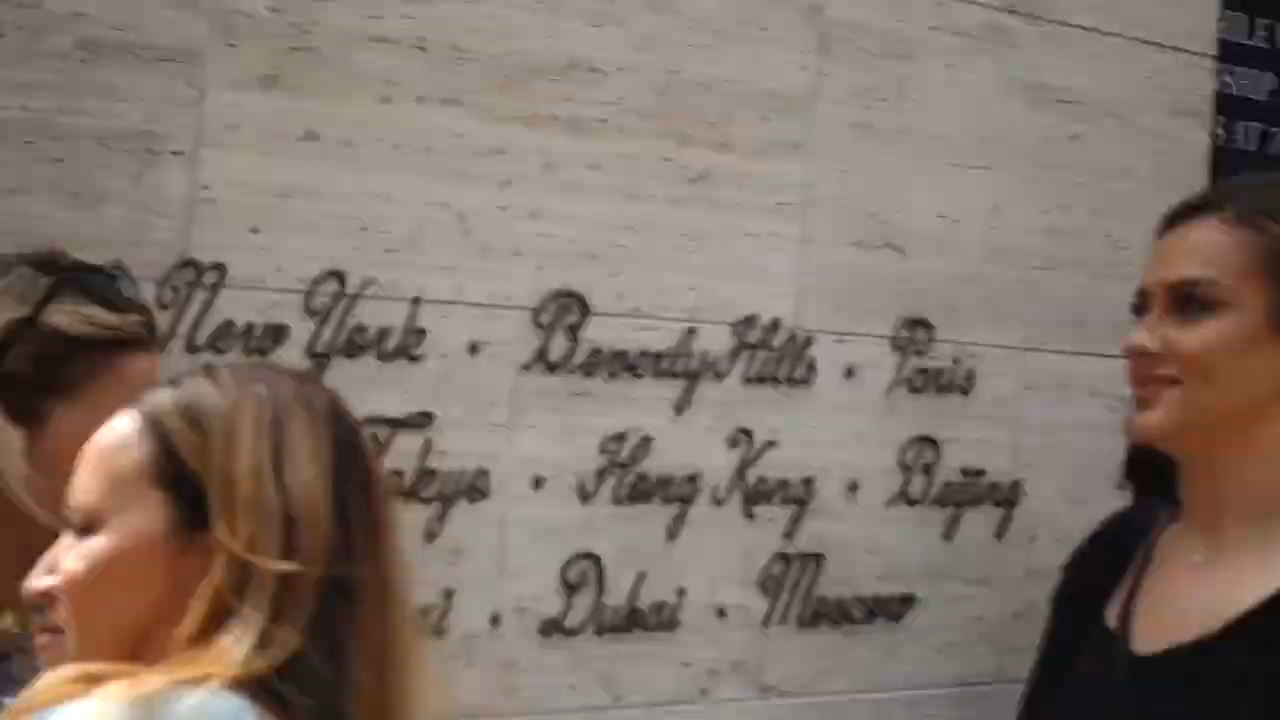 New York • Beverly Hills • Paris
Tokyo • Hong Kong • Beijing
• Dubai • Moscow